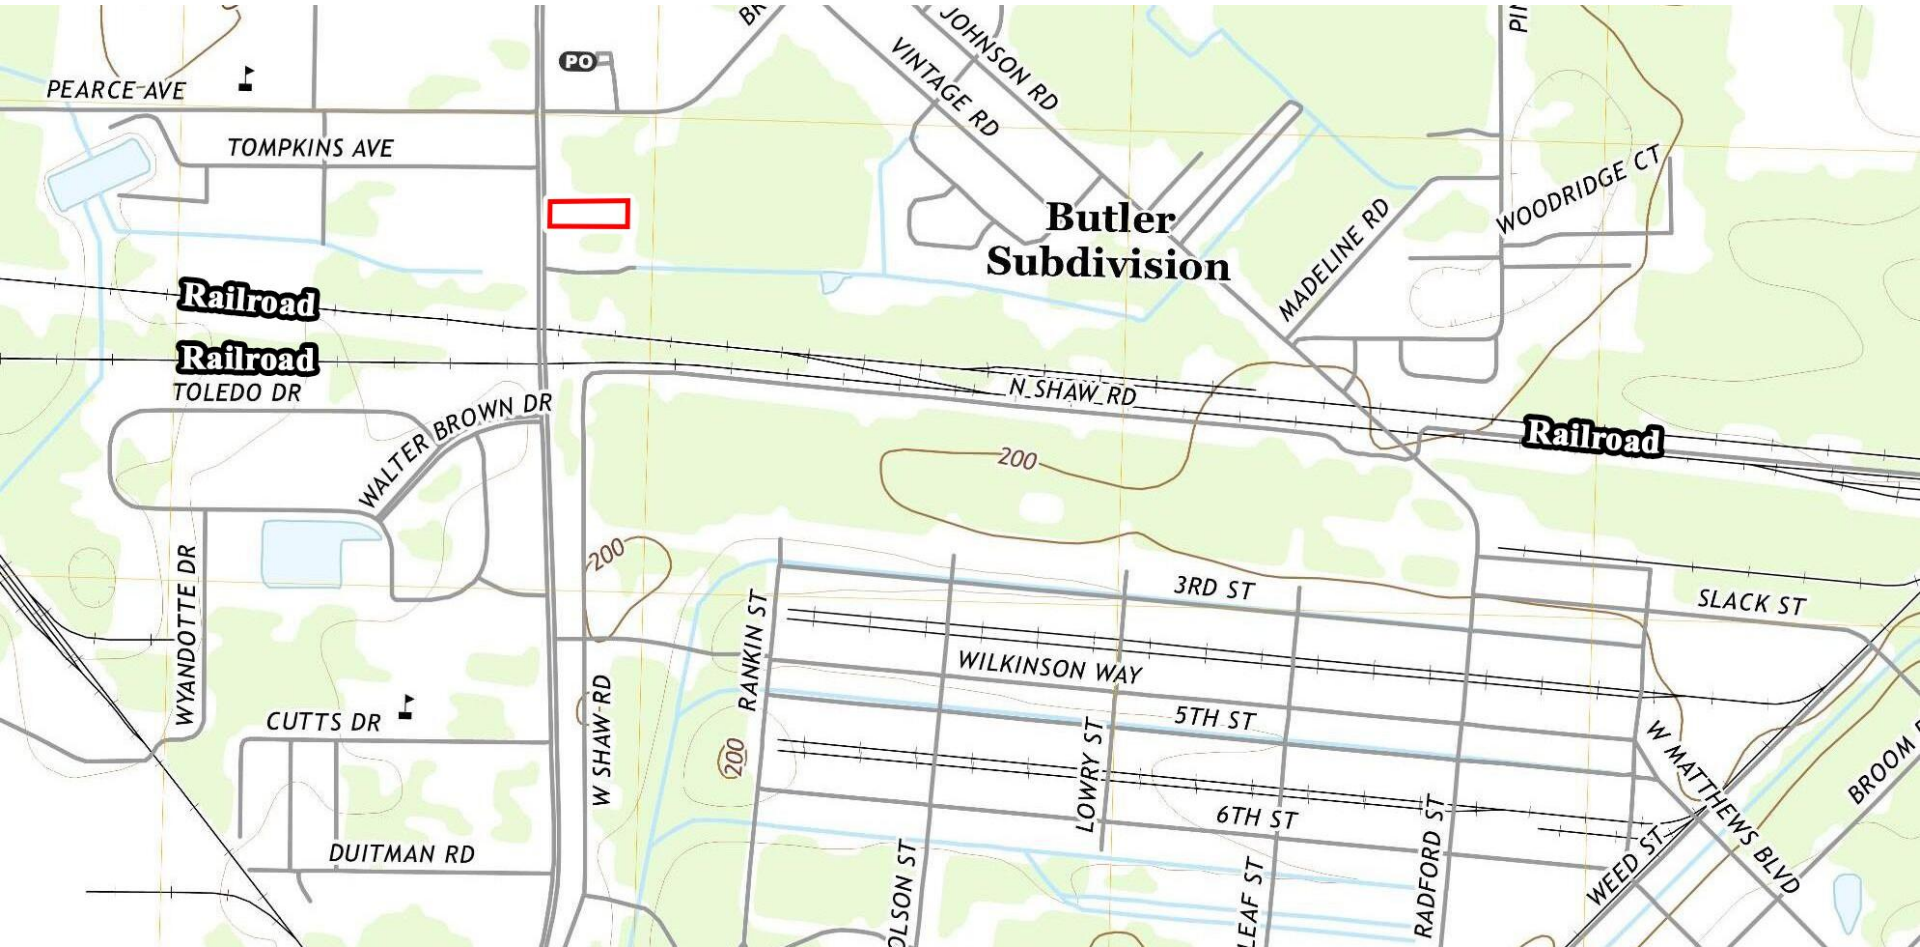 PO
JOHNSON RD
VINTAGE RD
PEARCE AVE
TOMPKINS AVE
WOODRIDGE CT
Butler
Subdivision
MADELINE RD
Railroad
Railroad
TOLEDO DR
N SHAW RD
WALTER BROWN DR
Railroad
200
200
3RD ST
SLACK ST
WYANDOTTE DR
RANKIN ST
WILKINSON WAY
CUTTS DR
W SHAW RD
5TH ST
200
LOWRY ST
W MATTHEWS BLVD
BROOM
6TH ST
DUITMAN RD
OLSON ST
LEAF ST
RADFORD ST
WEED ST